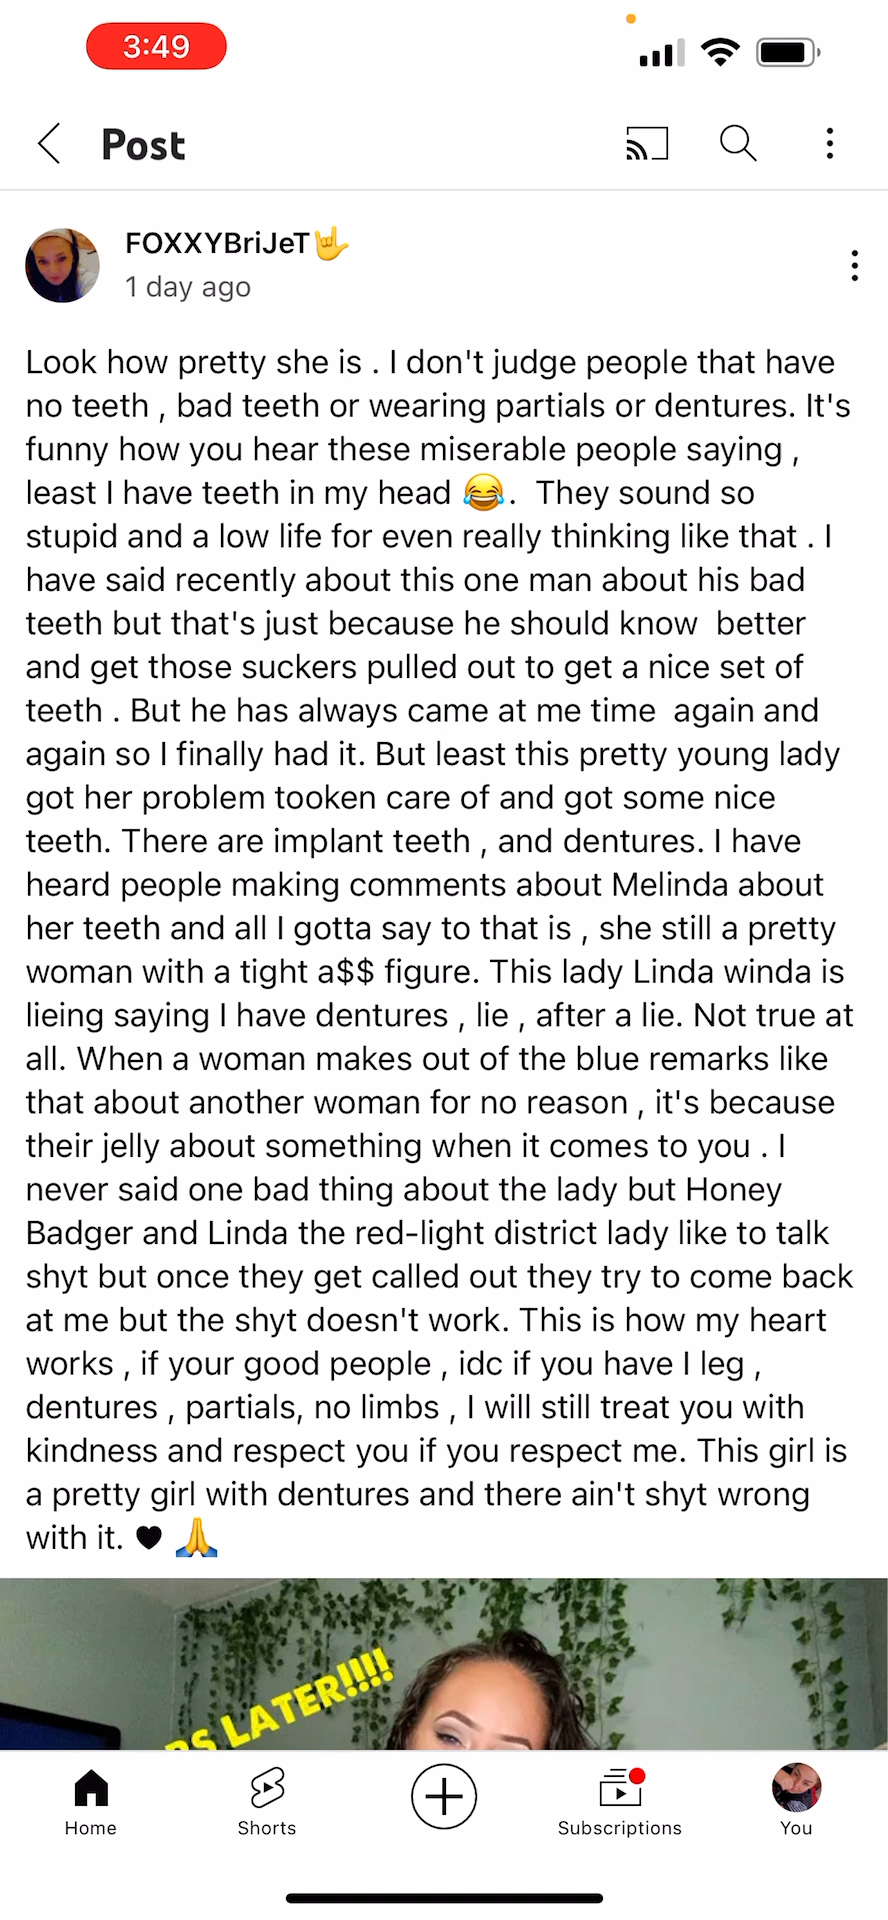 3:49
Post
FOXXYBriJeT🤟
1 day ago
Look how pretty she is . I don't judge people that have
no teeth , bad teeth or wearing partials or dentures. It's
funny how you hear these miserable people saying ,
least I have teeth in my head 😂.  They sound so
stupid and a low life for even really thinking like that . I
have said recently about this one man about his bad
teeth but that's just because he should know  better
and get those suckers pulled out to get a nice set of
teeth . But he has always came at me time  again and
again so I finally had it. But least this pretty young lady
got her problem tooken care of and got some nice
teeth. There are implant teeth , and dentures. I have
heard people making comments about Melinda about
her teeth and all I gotta say to that is , she still a pretty
woman with a tight a$$ figure. This lady Linda winda is
lieing saying I have dentures , lie , after a lie. Not true at
all. When a woman makes out of the blue remarks like
that about another woman for no reason , it's because
their jelly about something when it comes to you . I
never said one bad thing about the lady but Honey
Badger and Linda the red-light district lady like to talk
shyt but once they get called out they try to come back
at me but the shyt doesn't work. This is how my heart
works , if your good people , idc if you have I leg ,
dentures , partials, no limbs , I will still treat you with
kindness and respect you if you respect me. This girl is
a pretty girl with dentures and there ain't shyt wrong
with it. 🖤 🙏
LATER!!!!
Home
Shorts
Subscriptions
You